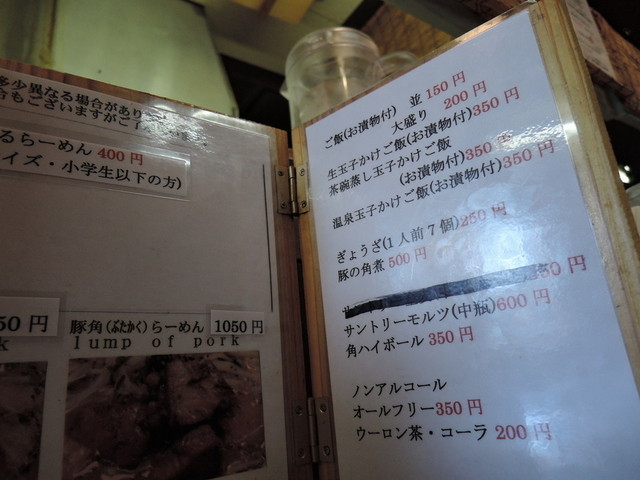 多少異なる場合があり
合もございますがご了
るらーめん 400円
イズ・小学生以下の方)
50円
豚角(ぶたかく)らーめん 1050円
k lump of pork
ご飯(お漬物付) 並 150円
大盛り 200円
生玉子かけご飯(お漬物付)350円
茶碗蒸し玉子かけご飯
(お漬物付)350円
温泉玉子かけご飯(お漬物付)350円
ぎょうざ(1人前7個)250円
豚の角煮 500円
50円
サントリーモルツ(中瓶)600円
角ハイボール 350円
ノンアルコール
オールフリー350円
ウーロン茶・コーラ 200円